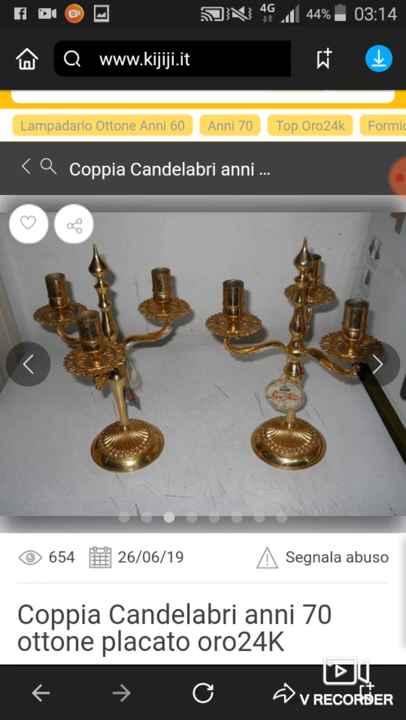 4G 44% 03:14
www.kijiji.it
Lampadario Ottone Anni 60 Anni 70 Top Oro24k Formic
Coppia Candelabri anni ...
654 26/06/19 Segnala abuso
Coppia Candelabri anni 70
ottone placato oro24K
V RECORDER